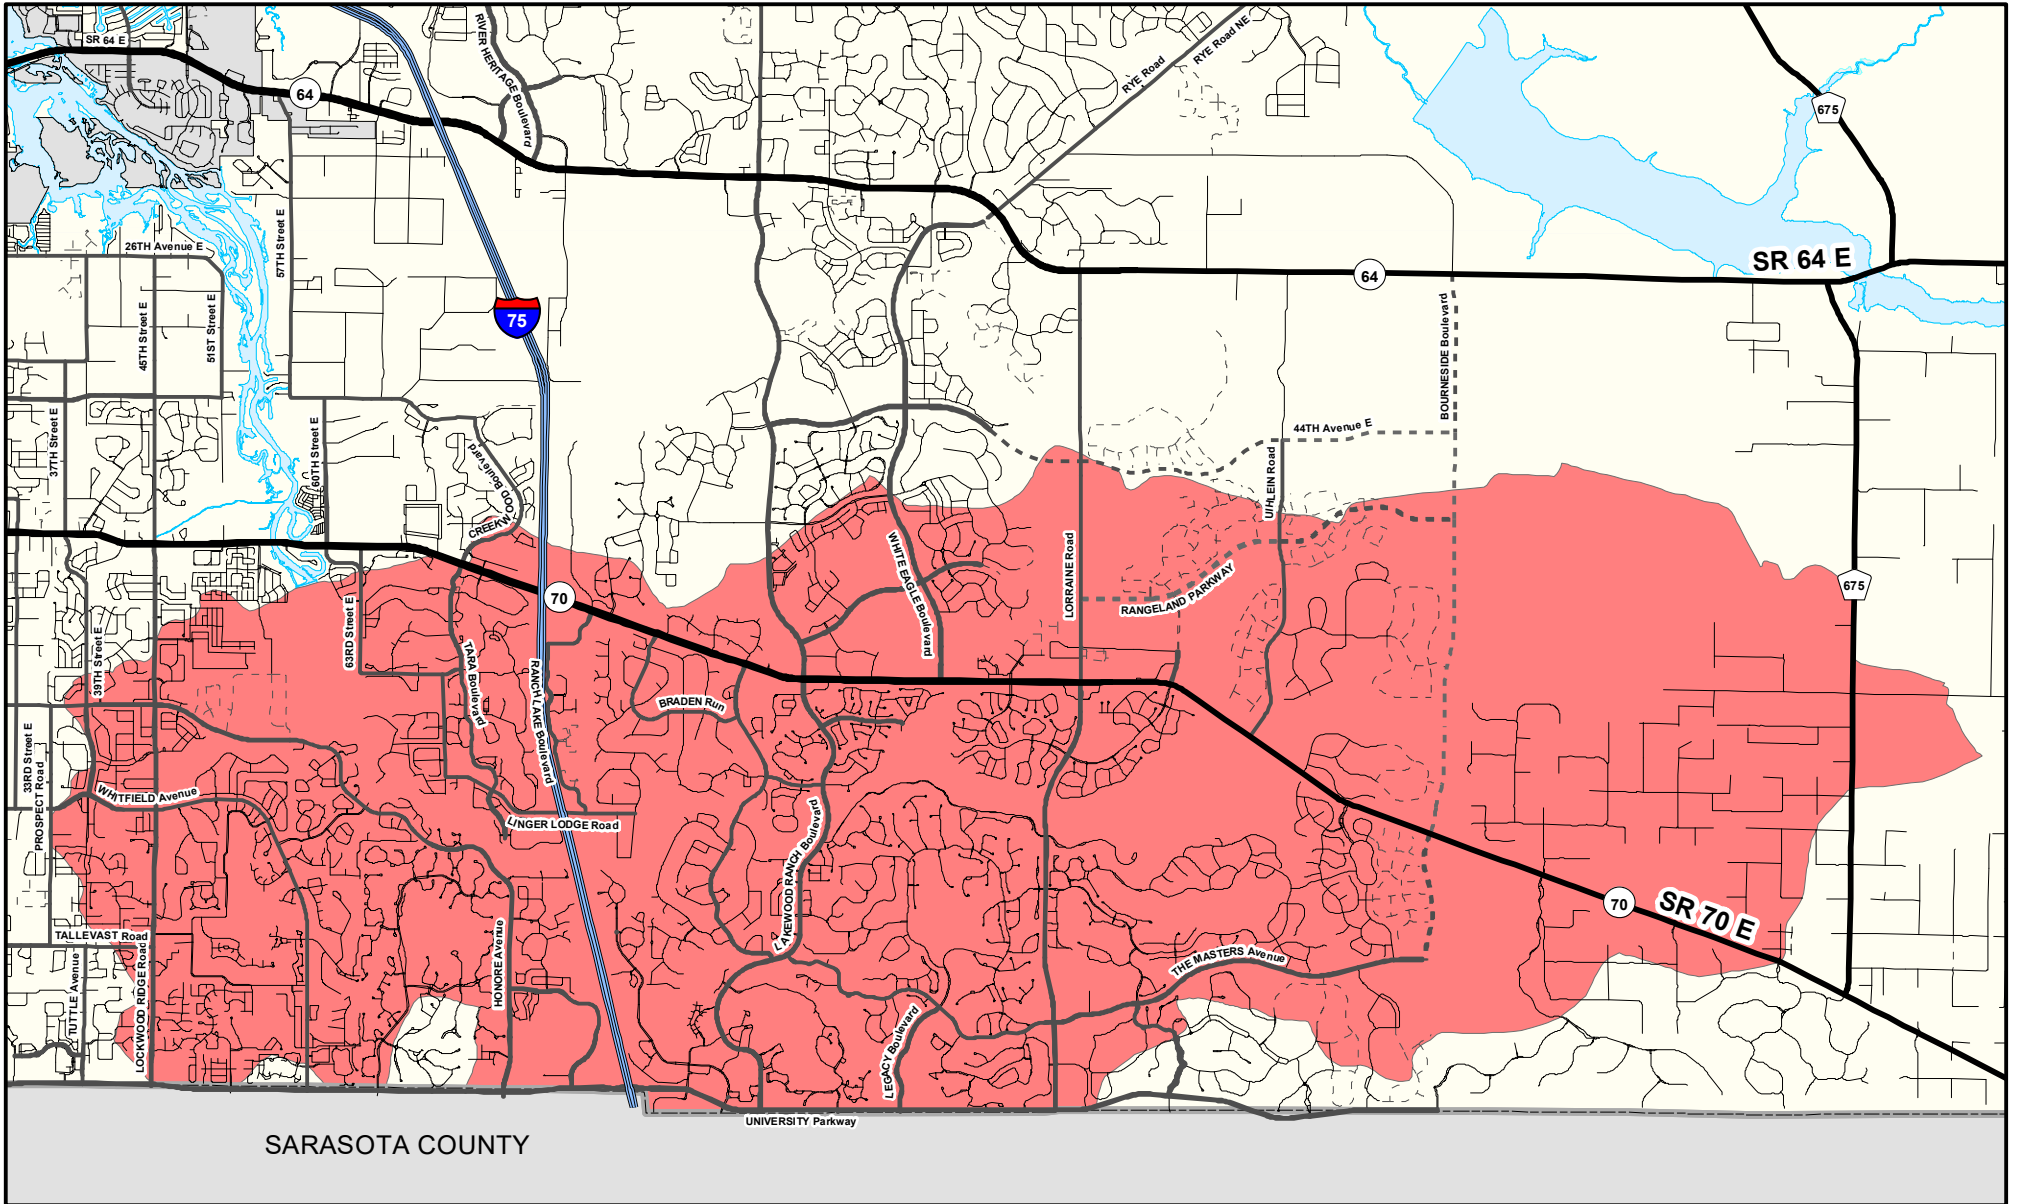 SR 64 E
64
RIVER HERITAGE Boulevard
RYE Road
RYE Road NE
675
26TH Avenue E
57TH Street E
SR 64 E
64
75
45TH Street E
51ST Street E
BOURNESIDE Boulevard
37TH Street E
60TH Street E
CREEKWOOD Boulevard
44TH Avenue E
UIHLEIN Road
WHITE EAGLE Boulevard
LORRAINE Road
RANGELAND PARKWAY
675
70
63RD Street E
39TH Street E
TARA Boulevard
RANCH LAKE Boulevard
BRADEN Run
33RD Street E
PROSPECT Road
WHITFIELD Avenue
LINGER LODGE Road
LAKEWOOD RANCH Boulevard
70
SR 70 E
TALLEVAST Road
TUTTLE Avenue
LOCKWOOD RIDGE Road
HONORE Avenue
THE MASTERS Avenue
LEGACY Boulevard
UNIVERSITY Parkway
SARASOTA COUNTY